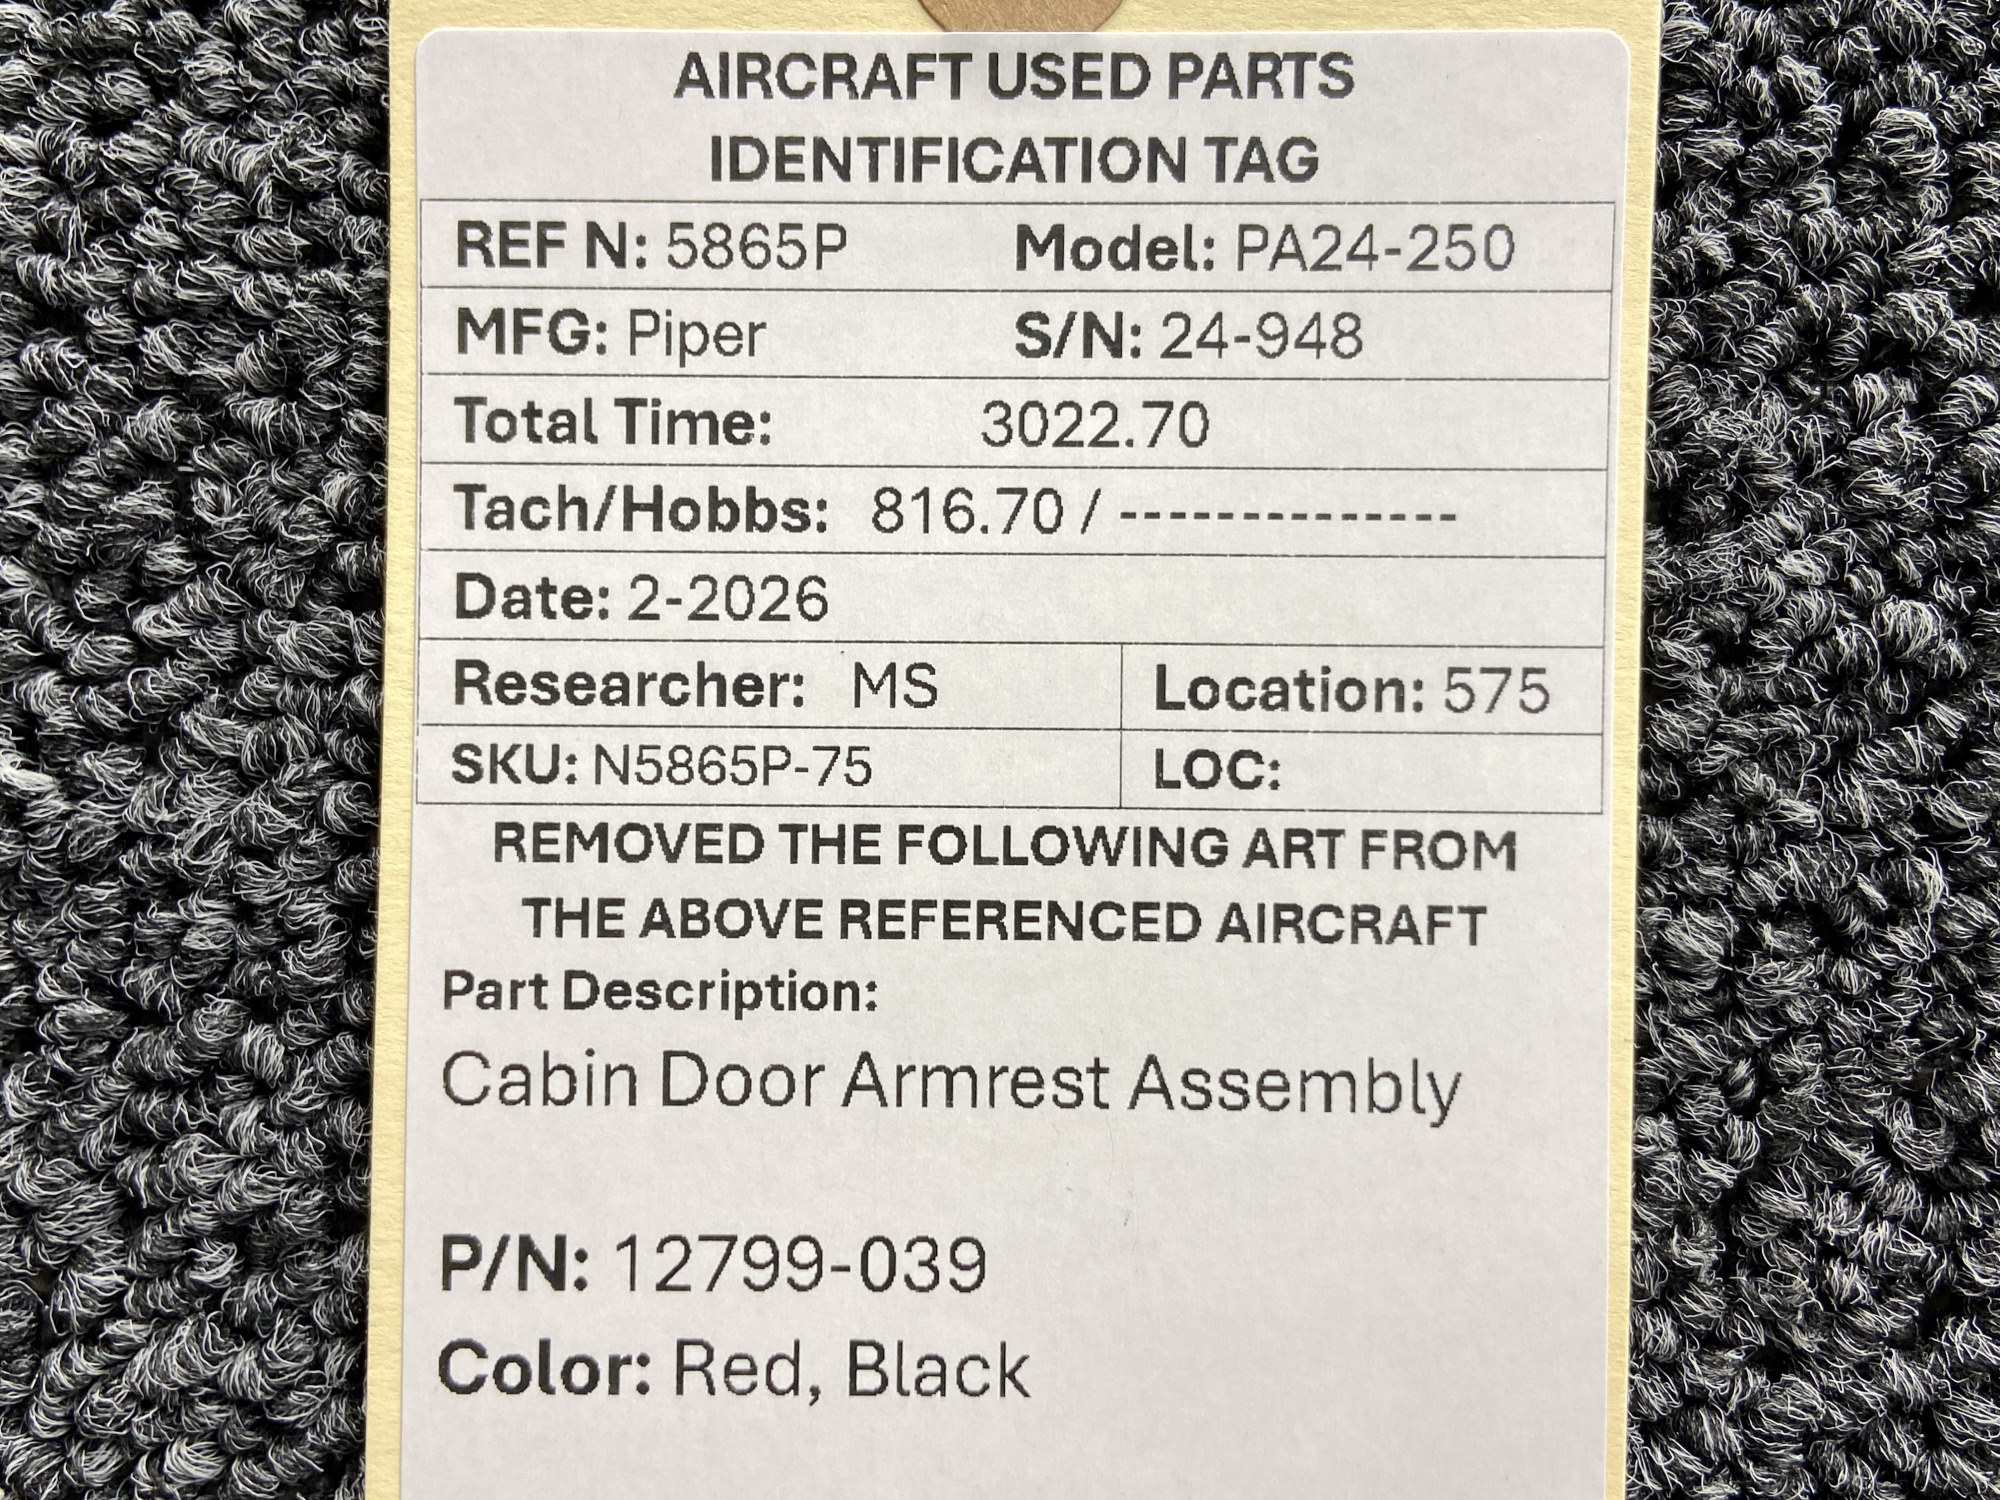 AIRCRAFT USED PARTS
IDENTIFICATION TAG
REF N: 5865P Model: PA24-250
MFG: Piper S/N: 24-948
Total Time: 3022.70
Tach/Hobbs: 816.70 / --------------
Date: 2-2026
Researcher: MS Location: 575
SKU: N5865P-75 LOC:
REMOVED THE FOLLOWING ART FROM
THE ABOVE REFERENCED AIRCRAFT
Part Description:
Cabin Door Armrest Assembly
P/N: 12799-039
Color: Red, Black